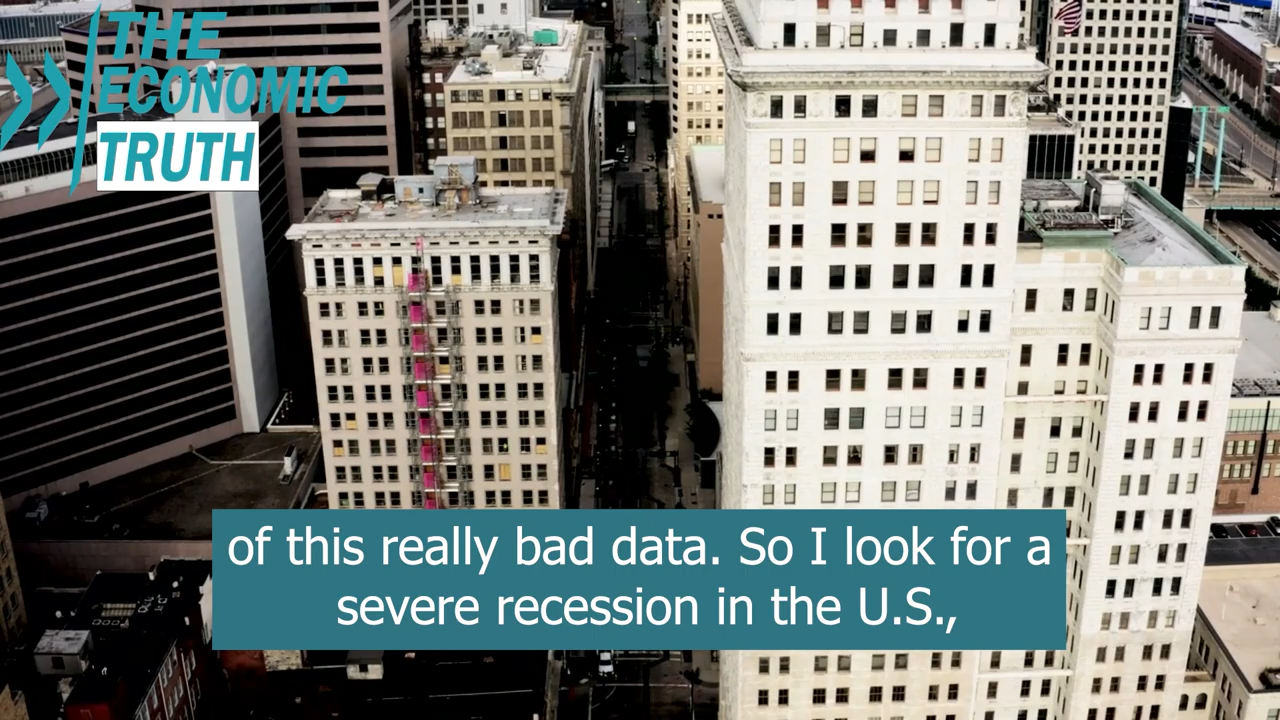 THE
ECONOMIC
TRUTH
of this really bad data. So I look for a
severe recession in the U.S.,